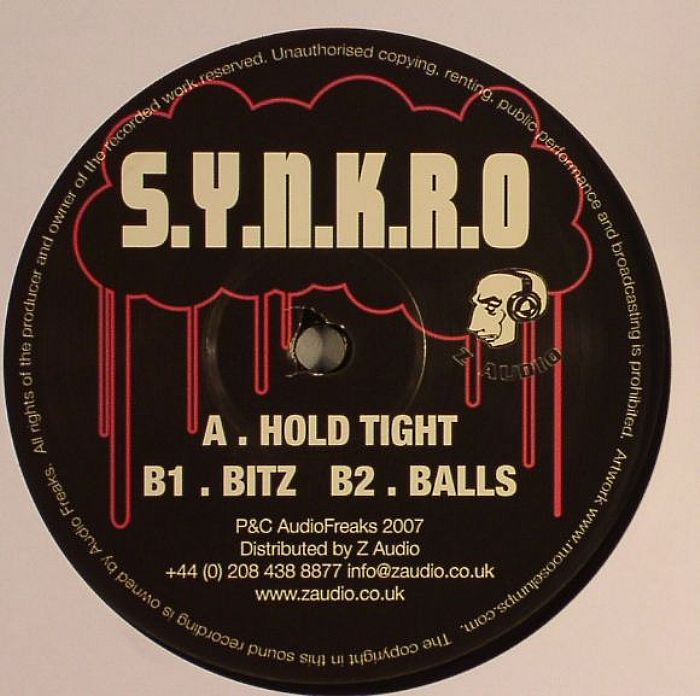 S.Y.N.K.R.O
Z AUDIO
A . HOLD TIGHT
B1 . BITZ B2 . BALLS
P&C AudioFreaks 2007
Distributed by Z Audio
+44 (0) 208 438 8877 info@zaudio.co.uk
www.zaudio.co.uk
All rights of the producer and owner of the recorded work reserved. Unauthorised copying, renting, public performance and broadcasting is prohibited. Artwork www.mooselumps.com. The copyright in this sound recording is owned by Audio Freaks.